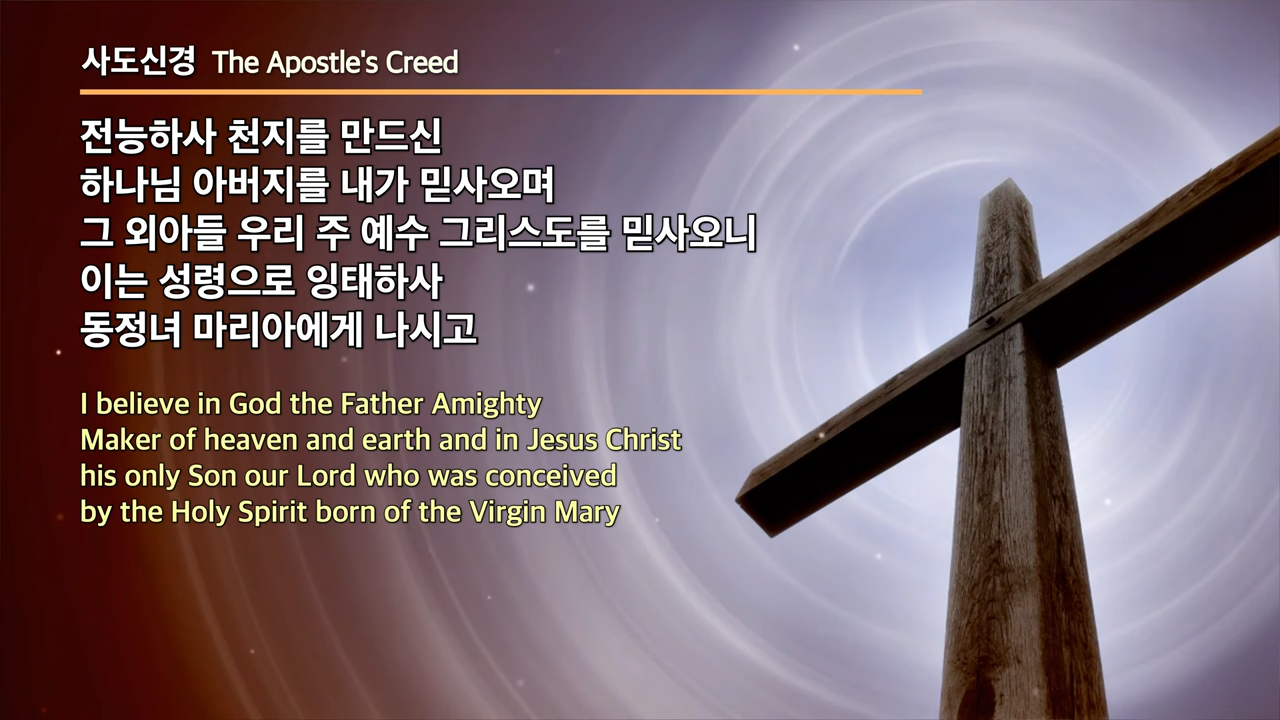 사도신경 The Apostle's Creed
전능하사 천지를 만드신
하나님 아버지를 내가 믿사오며
그 외아들 우리 주 예수 그리스도를 믿사오니
이는 성령으로 잉태하사
동정녀 마리아에게 나시고
I believe in God the Father Amighty
Maker of heaven and earth and in Jesus Christ
his only Son our Lord who was conceived
by the Holy Spirit born of the Virgin Mary